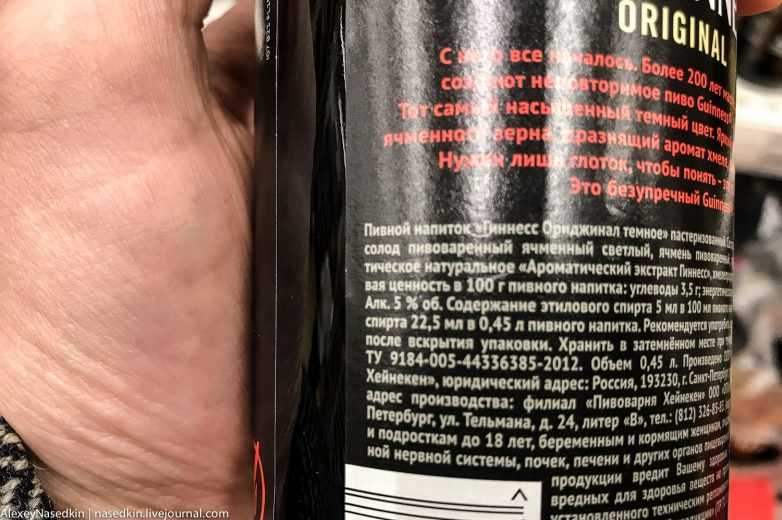 ORIGINAL
С все началось. Более 200 лет
неповторимое пиво Guinness
Тот самый насыщенный темный цвет.
ячменного зерна, дразнящий аромат хмеля
Нужен лишь глоток, чтобы понять -
Это безупречный Guinness
Пивной напиток «Гиннесс Ориджинал темное» пастеризованный.
солод пивоваренный ячменный светлый, ячмень пивоваренный,
тическое натуральное «Ароматический экстракт Гиннесс»,
вая ценность в 100 г пивного напитка: углеводы 3,5 г;
Алк. 5 % об. Содержание этилового спирта 5 мл в 100 мл
спирта 22,5 мл в 0,45 л пивного напитка. Рекомендуется
после вскрытия упаковки. Хранить в затемнённом месте при
ТУ 9184-005-44336385-2012. Объем 0,45 л. Произведено
Хейнекен», юридический адрес: Россия, 193230, г. Санкт-Петербург
адрес производства: филиал «Пивоварня Хейнекен» ООО
Петербург, ул. Тельмана, д. 24, литер «В», тел.: (812) 326-85-85.
и подросткам до 18 лет, беременным и кормящим женщинам,
ной нервной системы, почек, печени и других органов
продукции вредит Вашему здоровью
вредных для здоровья веществ не
установленного техническим
AlexeyNasedkin | nasedkin.livejournal.com